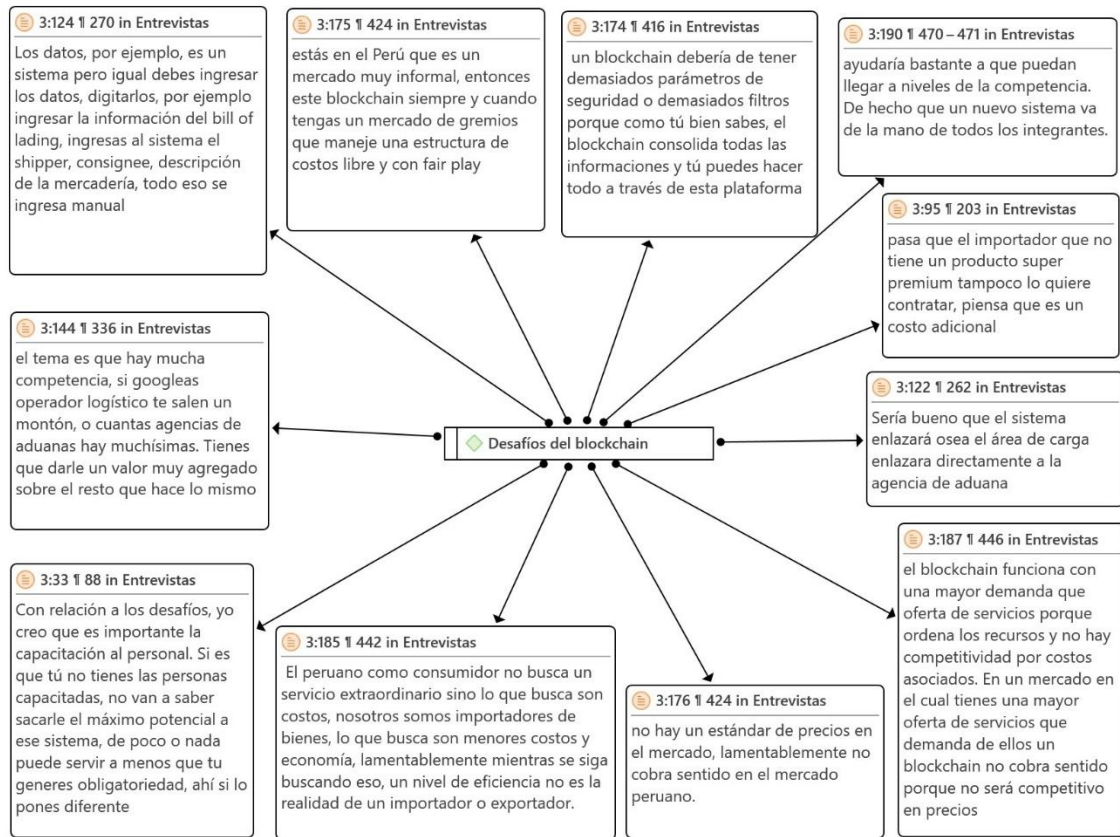 3:124 ¶ 270 in Entrevistas
Los datos, por ejemplo, es un
sistema pero igual debes ingresar
los datos, digitarlos, por ejemplo
ingresar la información del bill of
lading, ingresas al sistema el
shipper, consignee, descripción
de la mercadería, todo eso se
ingresa manual
3:175 ¶ 424 in Entrevistas
estás en el Perú que es un
mercado muy informal, entonces
este blockchain siempre y cuando
tengas un mercado de gremios
que maneje una estructura de
costos libre y con fair play
3:174 ¶ 416 in Entrevistas
un blockchain debería de tener
demasiados parámetros de
seguridad o demasiados filtros
porque como tú bien sabes, el
blockchain consolida todas las
informaciones y tú puedes hacer
todo a través de esta plataforma
3:190 ¶ 470 – 471 in Entrevistas
ayudaría bastante a que puedan
llegar a niveles de la competencia.
De hecho que un nuevo sistema va
de la mano de todos los integrantes.
3:95 ¶ 203 in Entrevistas
pasa que el importador que no
tiene un producto super
premium tampoco lo quiere
contratar, piensa que es un
costo adicional
3:144 ¶ 336 in Entrevistas
el tema es que hay mucha
competencia, si googleas
operador logístico te salen un
montón, o cuantas agencias de
aduanas hay muchísimas. Tienes
que darle un valor muy agregado
sobre el resto que hace lo mismo
Desafíos del blockchain
3:122 ¶ 262 in Entrevistas
Sería bueno que el sistema
enlazará osea el área de carga
enlazara directamente a la
agencia de aduana
3:33 ¶ 88 in Entrevistas
Con relación a los desafíos, yo
creo que es importante la
capacitación al personal. Si es
que tú no tienes las personas
capacitadas, no van a saber
sacarle el máximo potencial a
ese sistema, de poco o nada
puede servir a menos que tu
generes obligatoriedad, ahí si lo
pones diferente
3:185 ¶ 442 in Entrevistas
El peruano como consumidor no busca un
servicio extraordinario sino lo que busca son
costos, nosotros somos importadores de
bienes, lo que busca son menores costos y
economía, lamentablemente mientras se siga
buscando eso, un nivel de eficiencia no es la
realidad de un importador o exportador.
3:176 ¶ 424 in Entrevistas
no hay un estándar de precios en
el mercado, lamentablemente no
cobra sentido en el mercado
peruano.
3:187 ¶ 446 in Entrevistas
el blockchain funciona con
una mayor demanda que
oferta de servicios porque
ordena los recursos y no hay
competitividad por costos
asociados. En un mercado en
el cual tienes una mayor
oferta de servicios que
demanda de ellos un
blockchain no cobra sentido
porque no será competitivo
en precios